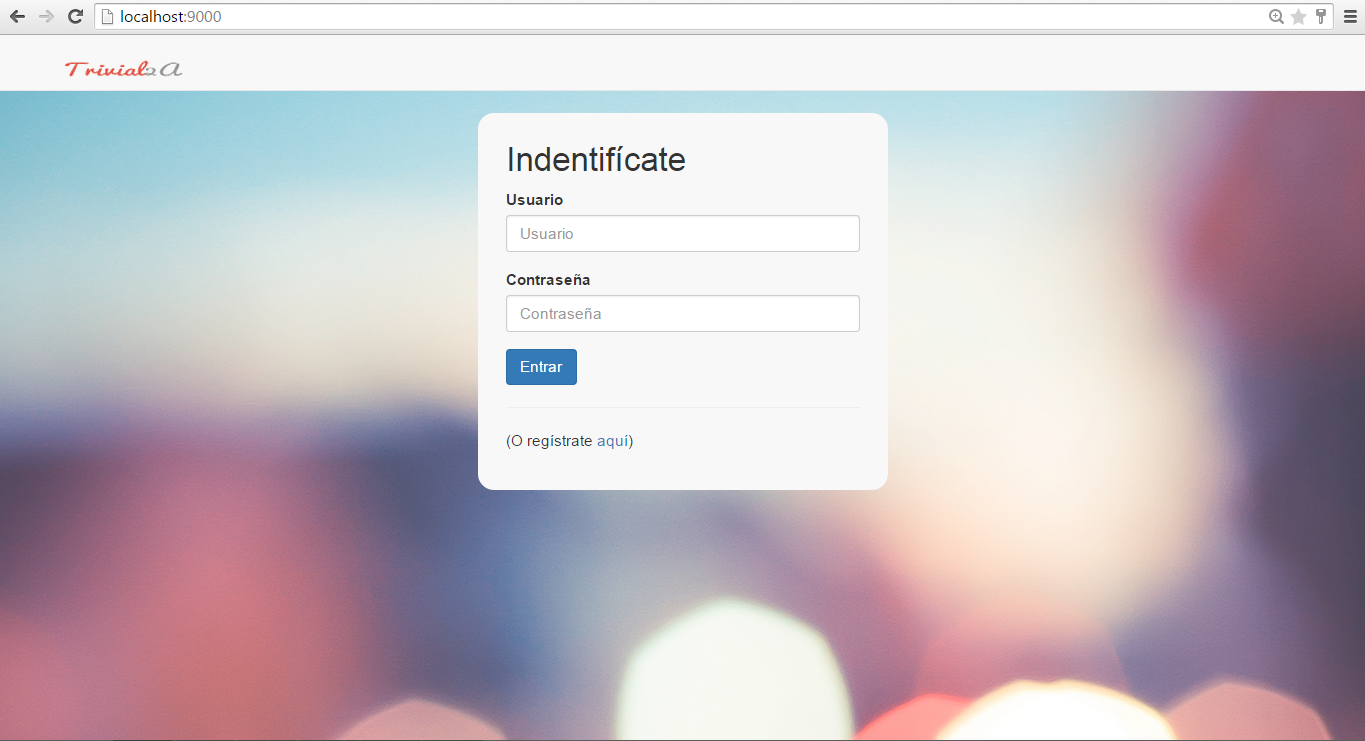 localhost:9000
Trivial2A
Indentifícate
Usuario
Usuario
Contraseña
Contraseña
Entrar
(O regístrate aquí)